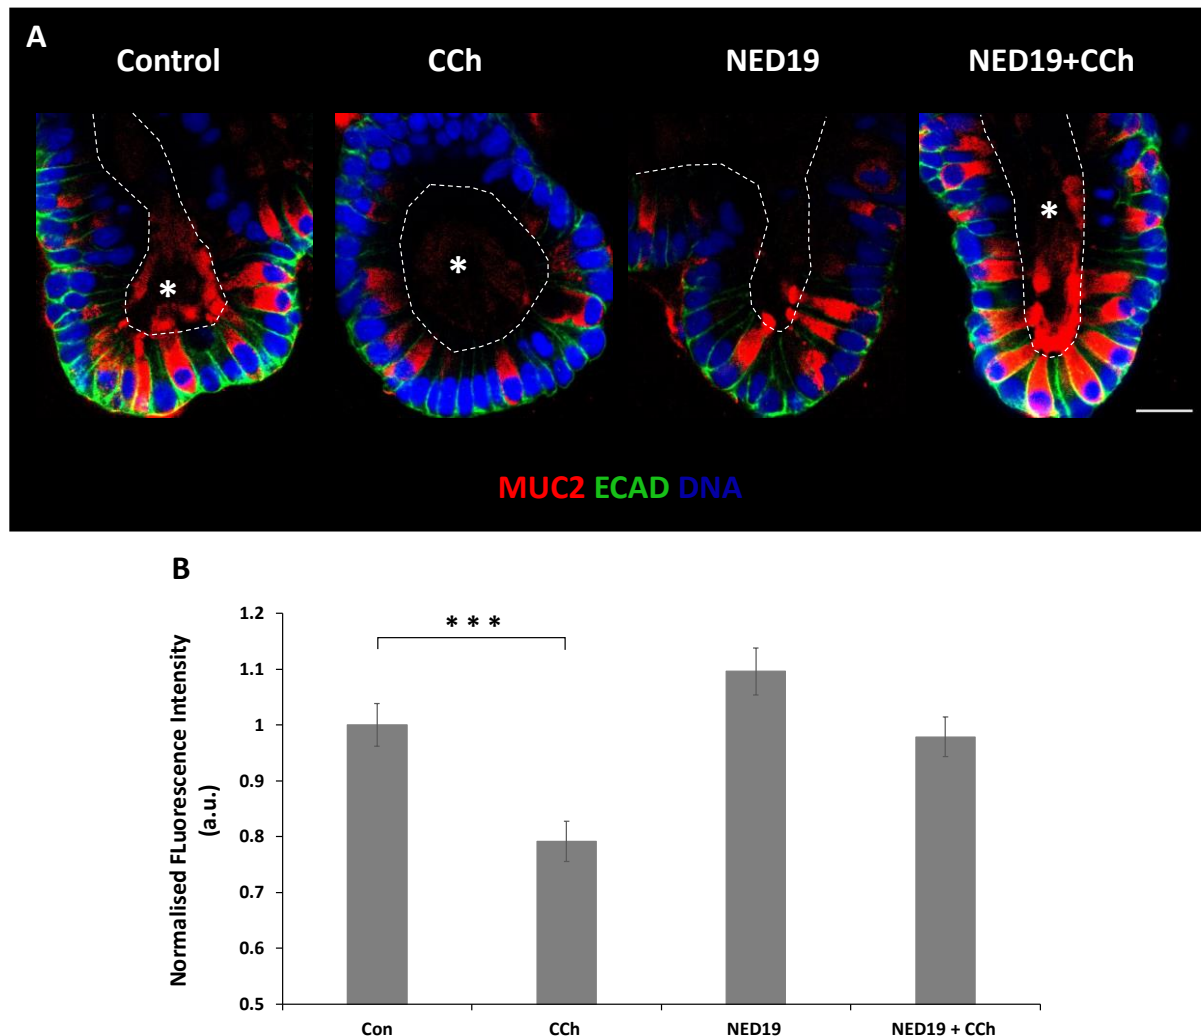 A
Control CCh NED19 NED19+CCh
* * *
MUC2 ECAD DNA
B
Normalised FLuorescence Intensity
(a.u.)
* * *
1.2
1.1
1
0.9
0.8
0.7
0.6
0.5
Con CCh NED19 NED19 + CCh